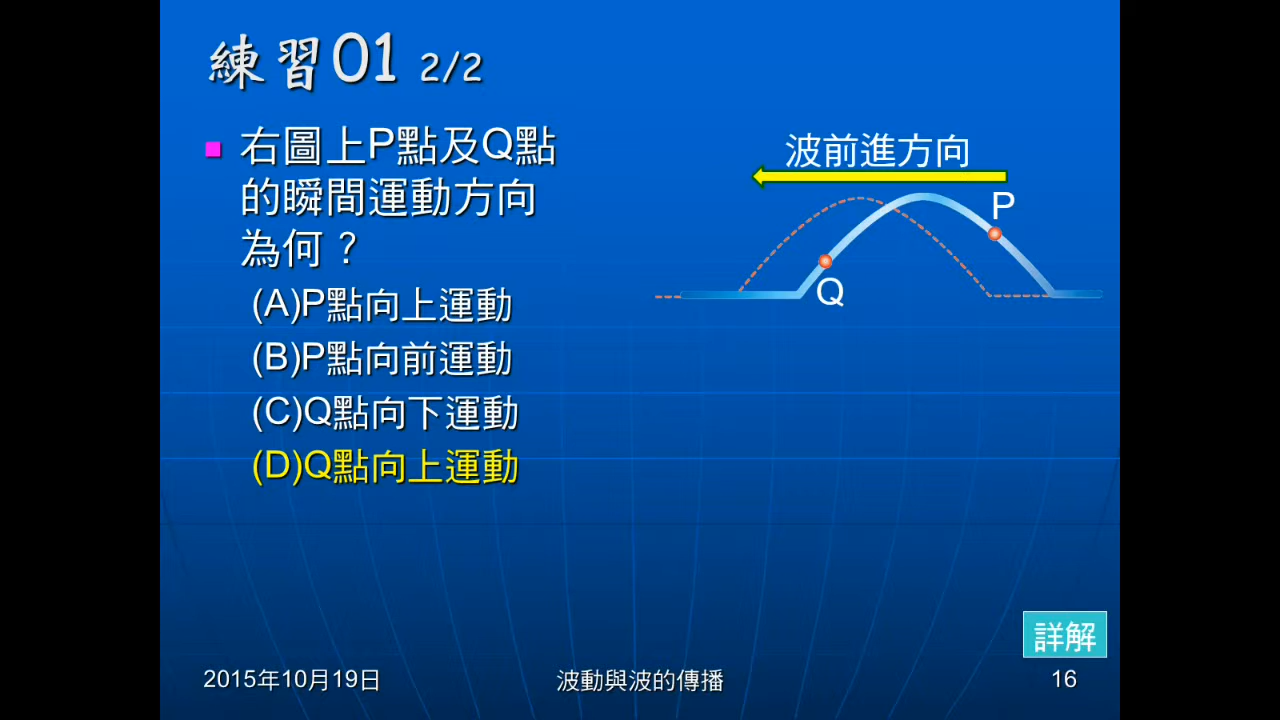 練習01 2/2
右圖上P點及Q點
的瞬間運動方向
為何？
(A)P點向上運動
(B)P點向前運動
(C)Q點向下運動
(D)Q點向上運動
波前進方向
P
Q
詳解
2015年10月19日
波動與波的傳播
16